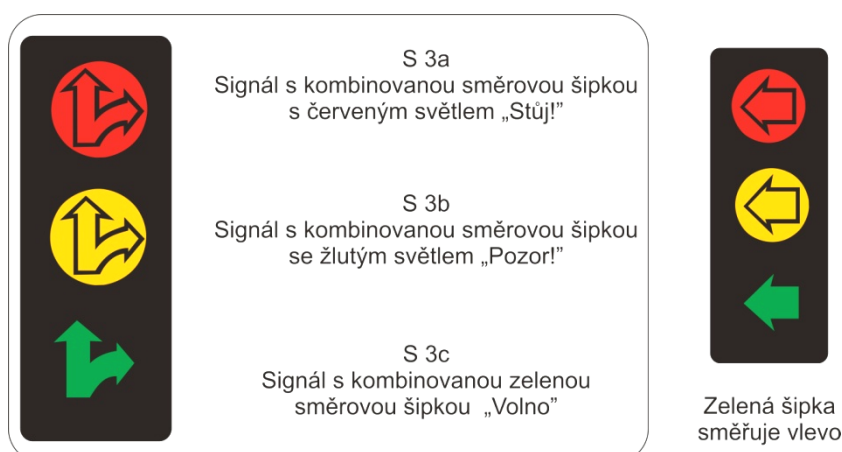 S 3a
Signál s kombinovanou směrovou šipkou
s červeným světlem „Stůj!”
S 3b
Signál s kombinovanou směrovou šipkou
se žlutým světlem „Pozor!”
S 3c
Signál s kombinovanou zelenou
směrovou šipkou „Volno”
Zelená šipka
směřuje vlevo